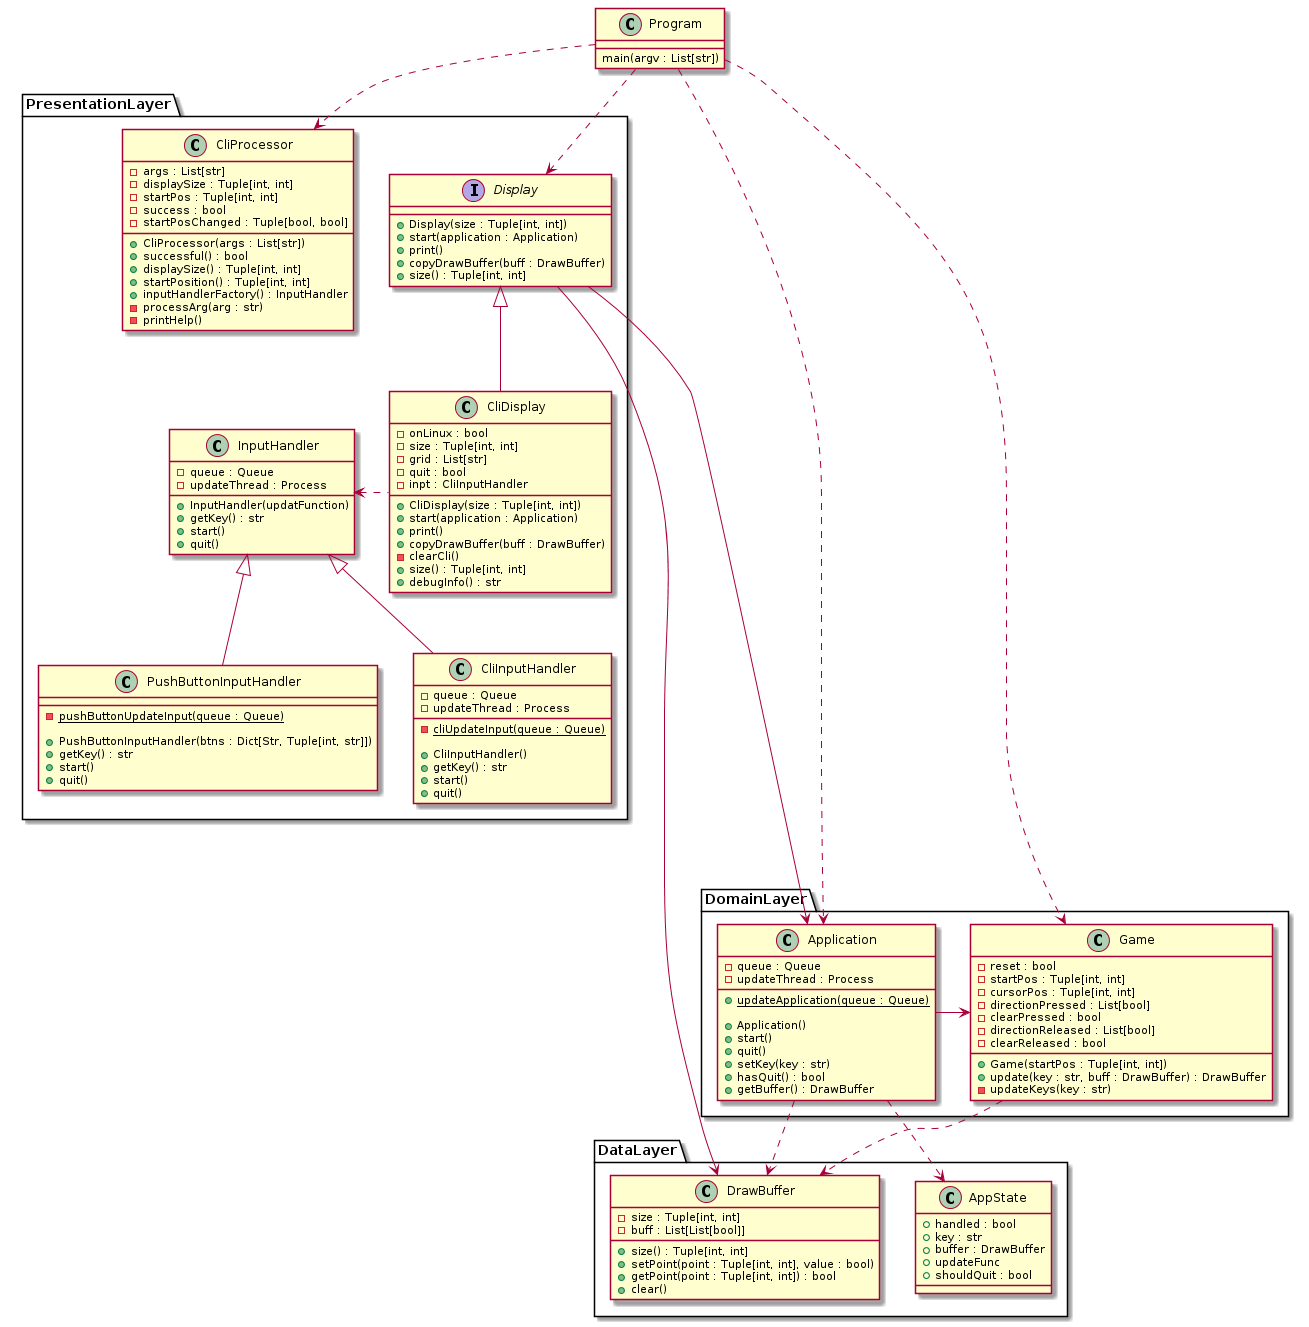 C Program
main(argv : List[str])
PresentationLayer
C CliProcessor
args : List[str]
displaySize : Tuple[int, int]
startPos : Tuple[int, int]
success : bool
startPosChanged : Tuple[bool, bool]
CliProcessor(args : List[str])
successful() : bool
displaySize() : Tuple[int, int]
startPosition() : Tuple[int, int]
inputHandlerFactory() : InputHandler
processArg(arg : str)
printHelp()
I Display
Display(size : Tuple[int, int])
start(application : Application)
print()
copyDrawBuffer(buff : DrawBuffer)
size() : Tuple[int, int]
C CliDisplay
onLinux : bool
size : Tuple[int, int]
grid : List[str]
quit : bool
inpt : CliInputHandler
CliDisplay(size : Tuple[int, int])
start(application : Application)
print()
copyDrawBuffer(buff : DrawBuffer)
clearCli()
size() : Tuple[int, int]
debugInfo() : str
C InputHandler
queue : Queue
updateThread : Process
InputHandler(updatFunction)
getKey() : str
start()
quit()
C PushButtonInputHandler
pushButtonUpdateInput(queue : Queue)
PushButtonInputHandler(btns : Dict[Str, Tuple[int, str]])
getKey() : str
start()
quit()
C CliInputHandler
queue : Queue
updateThread : Process
cliUpdateInput(queue : Queue)
CliInputHandler()
getKey() : str
start()
quit()
DomainLayer
C Application
queue : Queue
updateThread : Process
updateApplication(queue : Queue)
Application()
start()
quit()
setKey(key : str)
hasQuit() : bool
getBuffer() : DrawBuffer
C Game
reset : bool
startPos : Tuple[int, int]
cursorPos : Tuple[int, int]
directionPressed : List[bool]
clearPressed : bool
directionReleased : List[bool]
clearReleased : bool
Game(startPos : Tuple[int, int])
update(key : str, buff : DrawBuffer) : DrawBuffer
updateKeys(key : str)
DataLayer
C DrawBuffer
size : Tuple[int, int]
buff : List[List[bool]]
size() : Tuple[int, int]
setPoint(point : Tuple[int, int], value : bool)
getPoint(point : Tuple[int, int]) : bool
clear()
C AppState
handled : bool
key : str
buffer : DrawBuffer
updateFunc
shouldQuit : bool